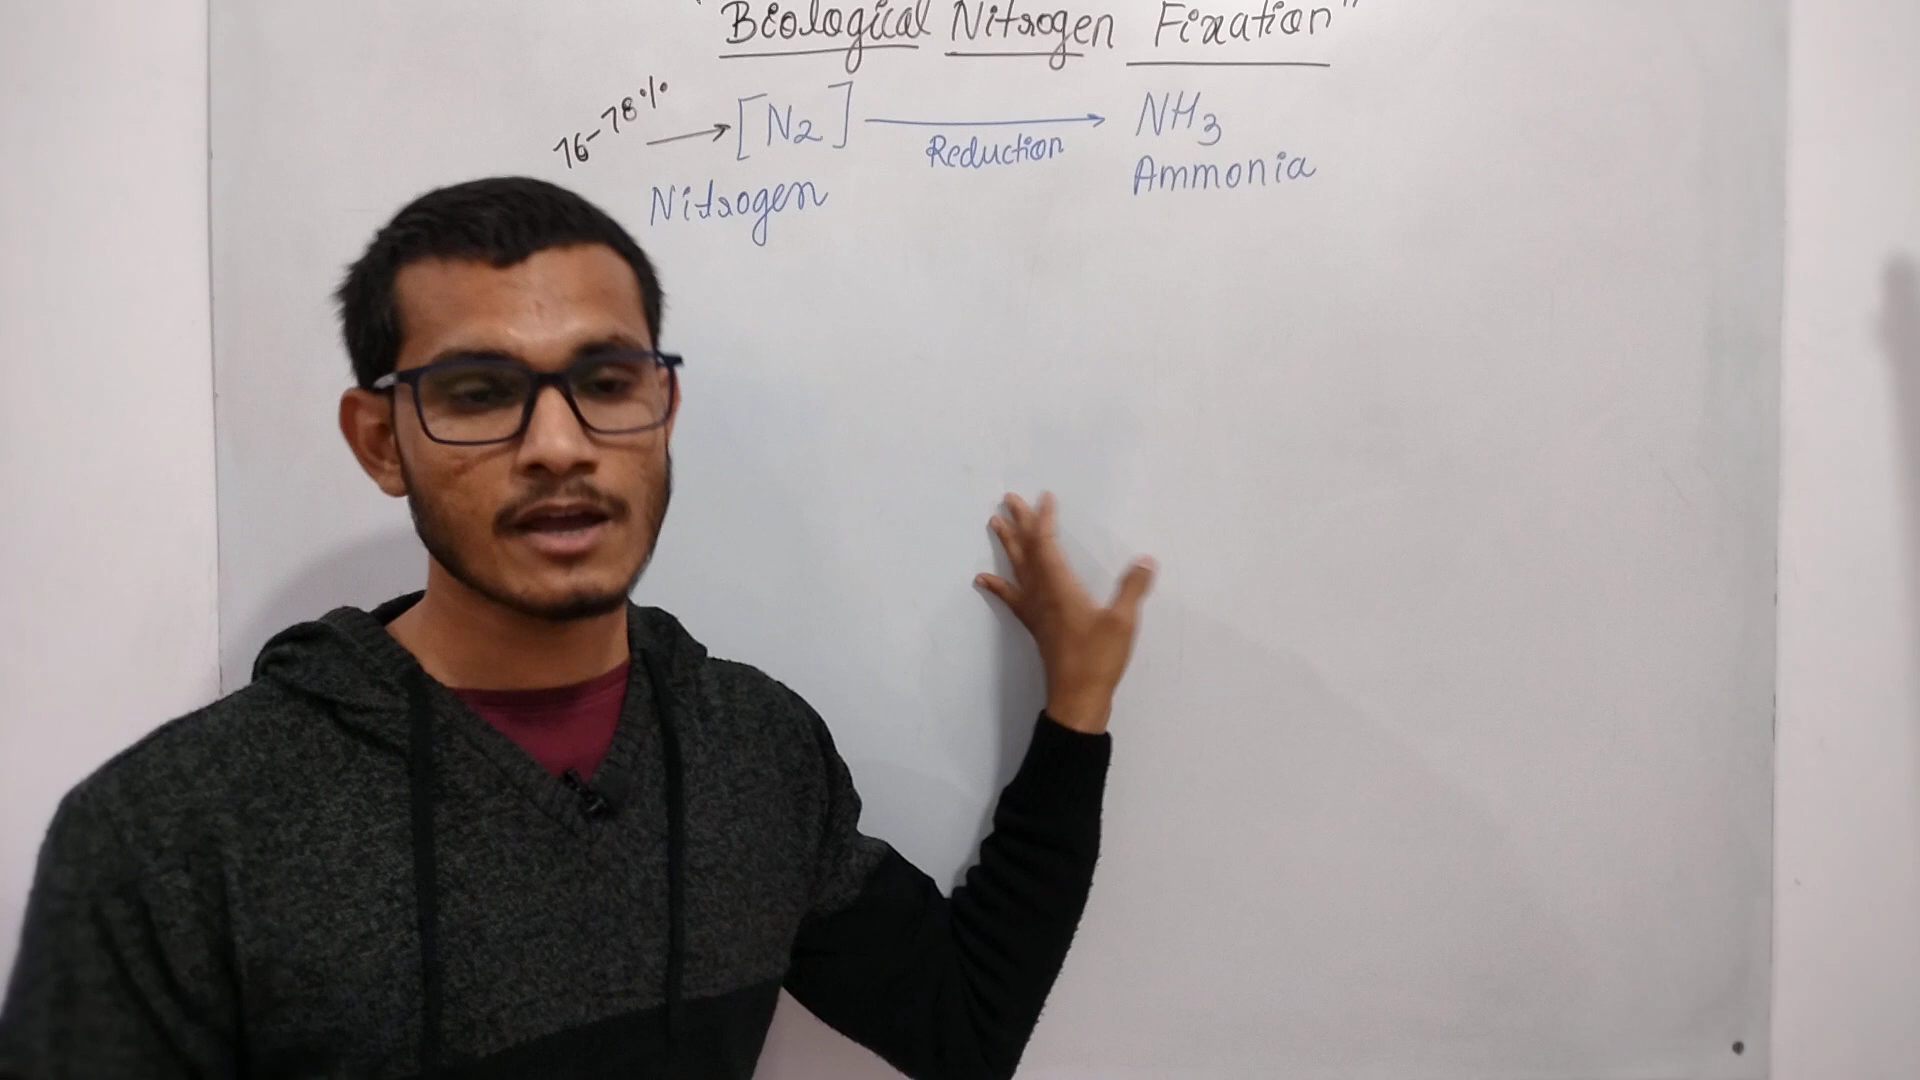 "Biological Nitrogen Fixation"
76-78% → [N2] → NH3
Reduction
Nitrogen Ammonia